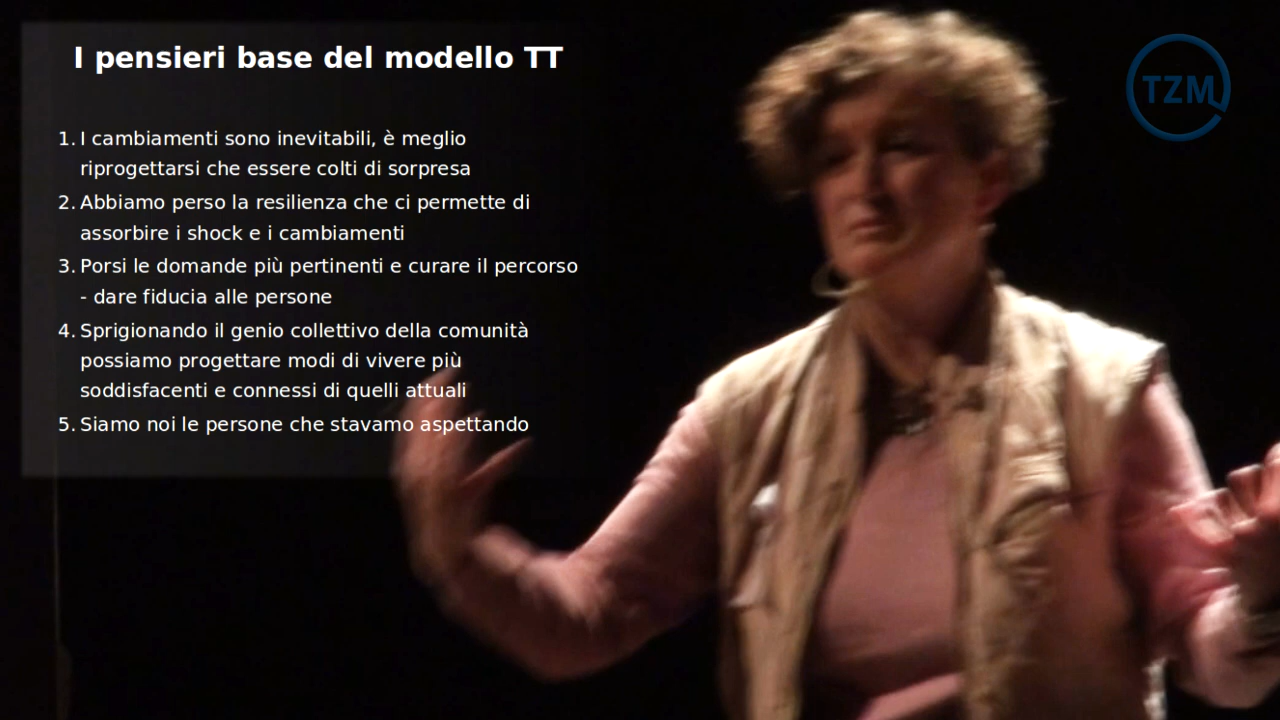 I pensieri base del modello TT
TZM
1. I cambiamenti sono inevitabili, è meglio
riprogettarsi che essere colti di sorpresa
2. Abbiamo perso la resilienza che ci permette di
assorbire i shock e i cambiamenti
3. Porsi le domande più pertinenti e curare il percorso
- dare fiducia alle persone
4. Sprigionando il genio collettivo della comunità
possiamo progettare modi di vivere più
soddisfacenti e connessi di quelli attuali
5. Siamo noi le persone che stavamo aspettando